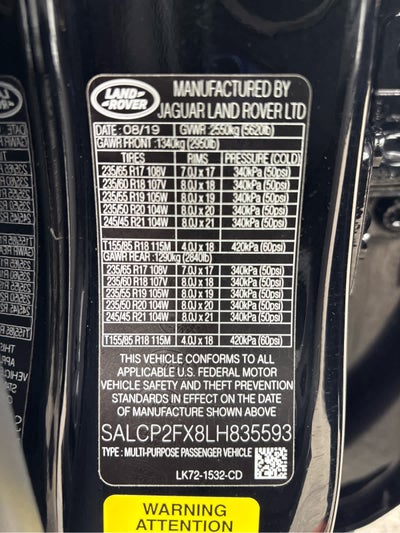 LAND ROVER
MANUFACTURED BY
JAGUAR LAND ROVER LTD
DATE : 08/19 GVWR :2550kg (5620lb)
GAWR FRONT :1340kg (2950lb)
TIRES RIMS PRESSURE (COLD)
235/65 R17 108V 7.0J x 17 340kPa (50psi)
235/60 R18 107V 8.0J x 18 340kPa (50psi)
235/55 R19 105W 8.0J x 19 340kPa (50psi)
235/50 R20 104W 8.0J x 20 340kPa (50psi)
245/45 R21 104W 8.0J x 21 340kPa (50psi)
T155/85 R18 115M 4.0J x 18 420kPa (60psi)
GAWR REAR :1290kg (2840lb)
235/65 R17 108V 7.0J x 17 340kPa (50psi)
235/60 R18 107V 8.0J x 18 340kPa (50psi)
235/55 R19 105W 8.0J x 19 340kPa (50psi)
235/50 R20 104W 8.0J x 20 340kPa (50psi)
245/45 R21 104W 8.0J x 21 340kPa (50psi)
T155/85 R18 115M 4.0J x 18 420kPa (60psi)
THIS VEHICLE CONFORMS TO ALL
APPLICABLE U.S. FEDERAL MOTOR
VEHICLE SAFETY AND THEFT PREVENTION
STANDARDS IN EFFECT ON THE DATE
OF MANUFACTURE SHOWN ABOVE
SALCP2FX8LH835593
TYPE : MULTI-PURPOSE PASSENGER VEHICLE
LK72-1532-CD
WARNING
ATTENTION